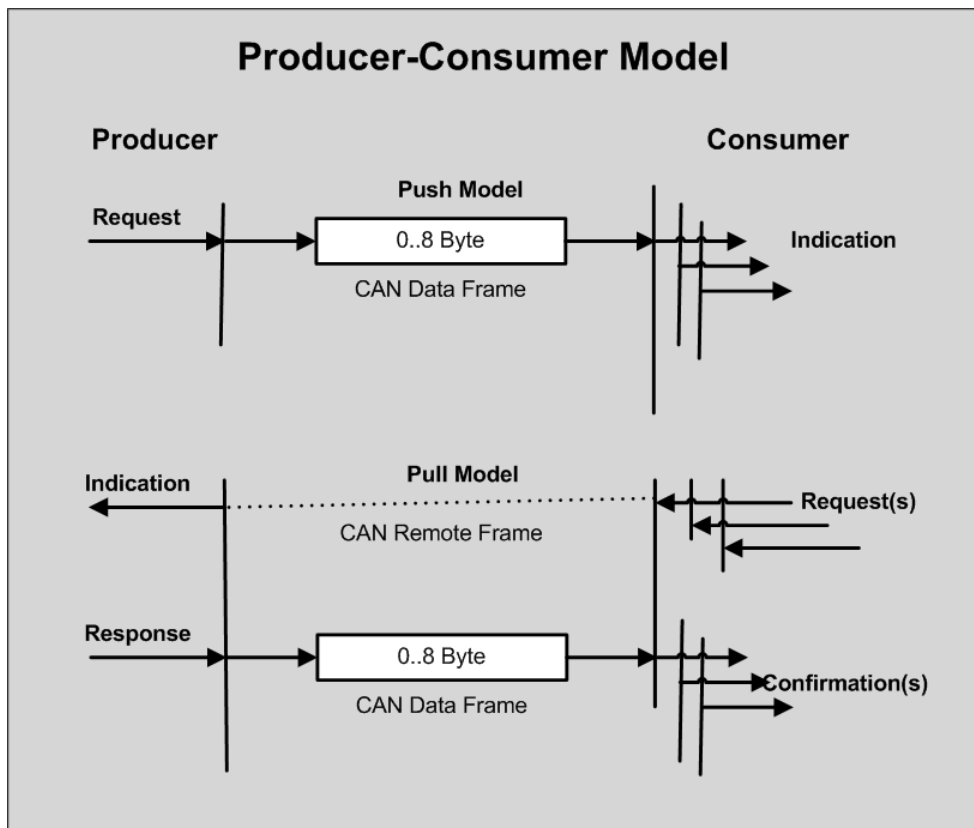 Producer-Consumer Model
Producer
Consumer
Push Model
Request
0..8 Byte
Indication
CAN Data Frame
Pull Model
Indication
Request(s)
CAN Remote Frame
Response
0..8 Byte
Confirmation(s)
CAN Data Frame